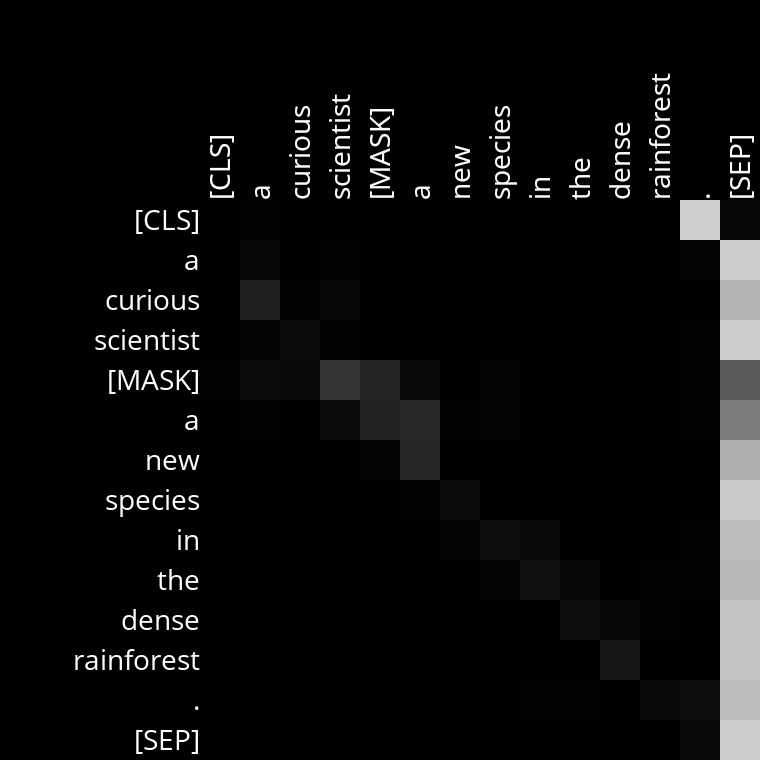 [CLS]
a
curious
scientist
[MASK]
a
new
species
in
the
dense
rainforest
.
[SEP]
[CLS]
a
curious
scientist
[MASK]
a
new
species
in
the
dense
rainforest
.
[SEP]